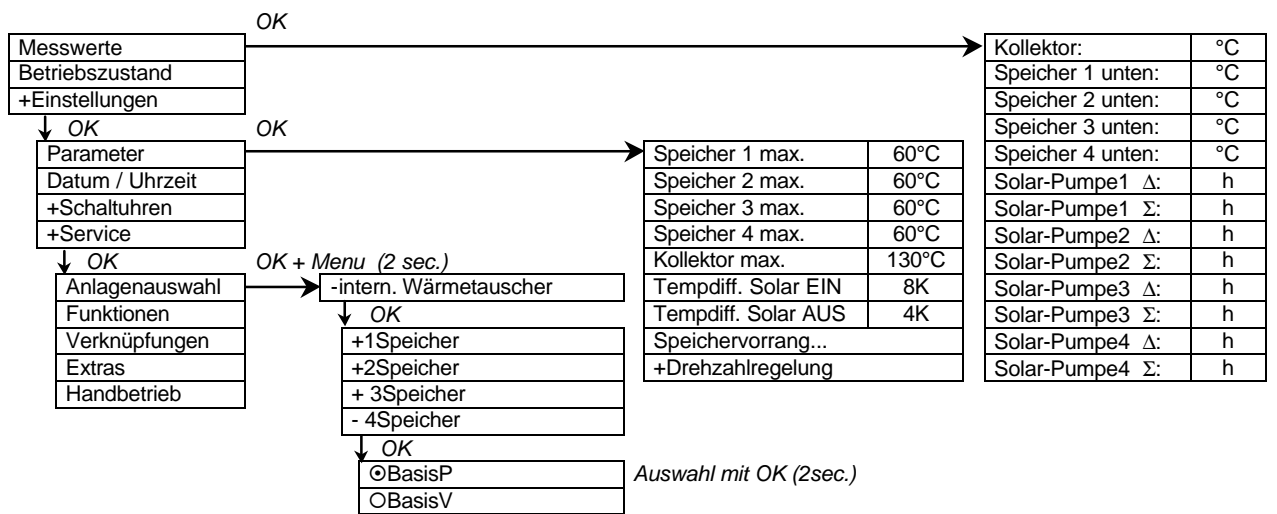 OK
Messwerte
Betriebszustand
+Einstellungen
OK
OK
Parameter
Datum / Uhrzeit
+Schaltuhren
+Service
OK
OK + Menu (2 sec.)
Anlagenauswahl
Funktionen
Verknüpfungen
Extras
Handbetrieb
-intern. Wärmetauscher
OK
+1Speicher
+2Speicher
+ 3Speicher
- 4Speicher
OK
⊙BasisP
○BasisV
Auswahl mit OK (2sec.)
Speicher 1 max. 60°C
Speicher 2 max. 60°C
Speicher 3 max. 60°C
Speicher 4 max. 60°C
Kollektor max. 130°C
Tempdiff. Solar EIN 8K
Tempdiff. Solar AUS 4K
Speichervorrang...
+Drehzahlregelung
Kollektor: °C
Speicher 1 unten: °C
Speicher 2 unten: °C
Speicher 3 unten: °C
Speicher 4 unten: °C
Solar-Pumpe1 Δ: h
Solar-Pumpe1 Σ: h
Solar-Pumpe2 Δ: h
Solar-Pumpe2 Σ: h
Solar-Pumpe3 Δ: h
Solar-Pumpe3 Σ: h
Solar-Pumpe4 Δ: h
Solar-Pumpe4 Σ: h